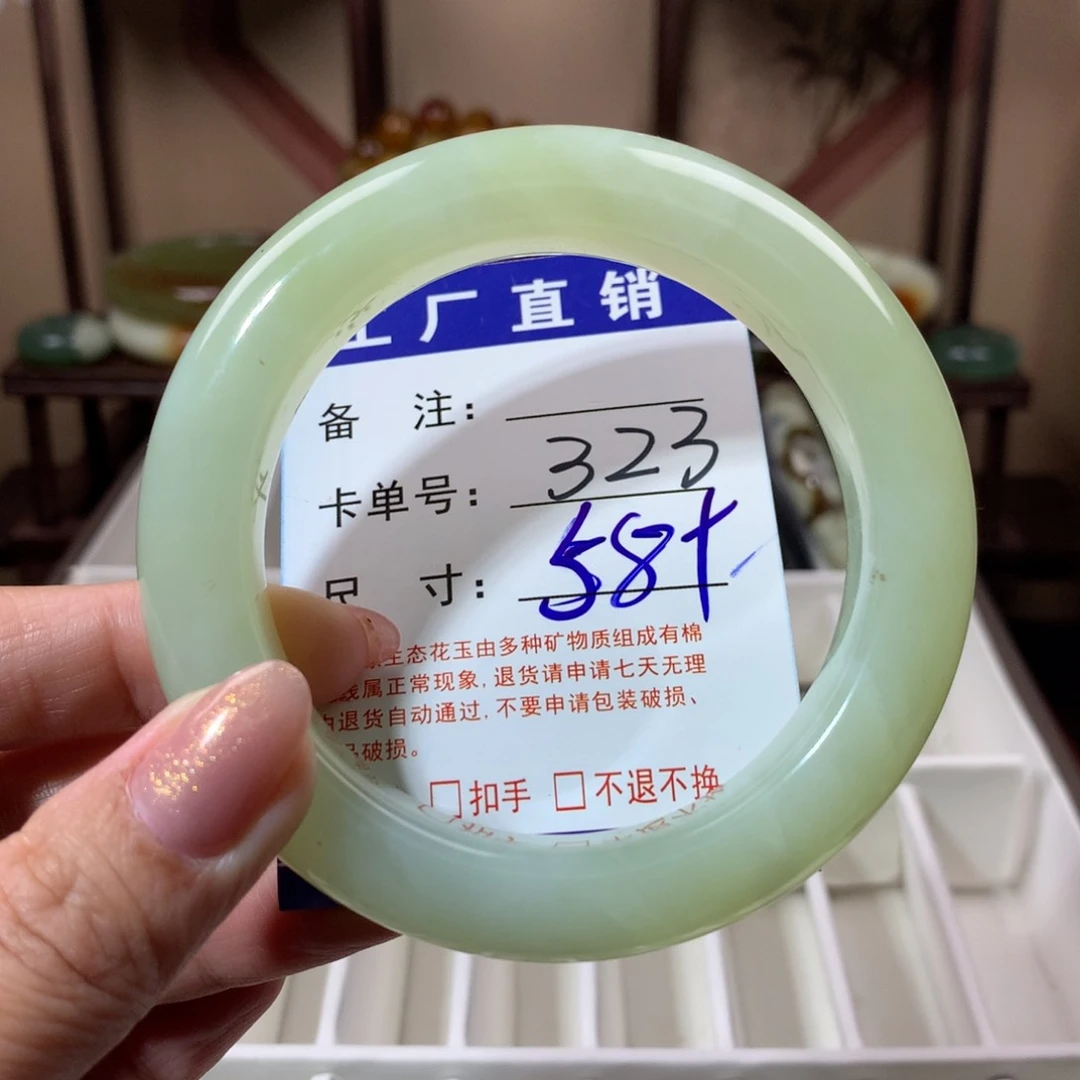 工厂直销
备 注:
卡单号: 323
尺 寸: 58+
生态花玉由多种矿物质组成有棉
线属正常现象,退货请申请七天无理
由退货自动通过,不要申请包装破损、
破损。
□扣手 □不退不换